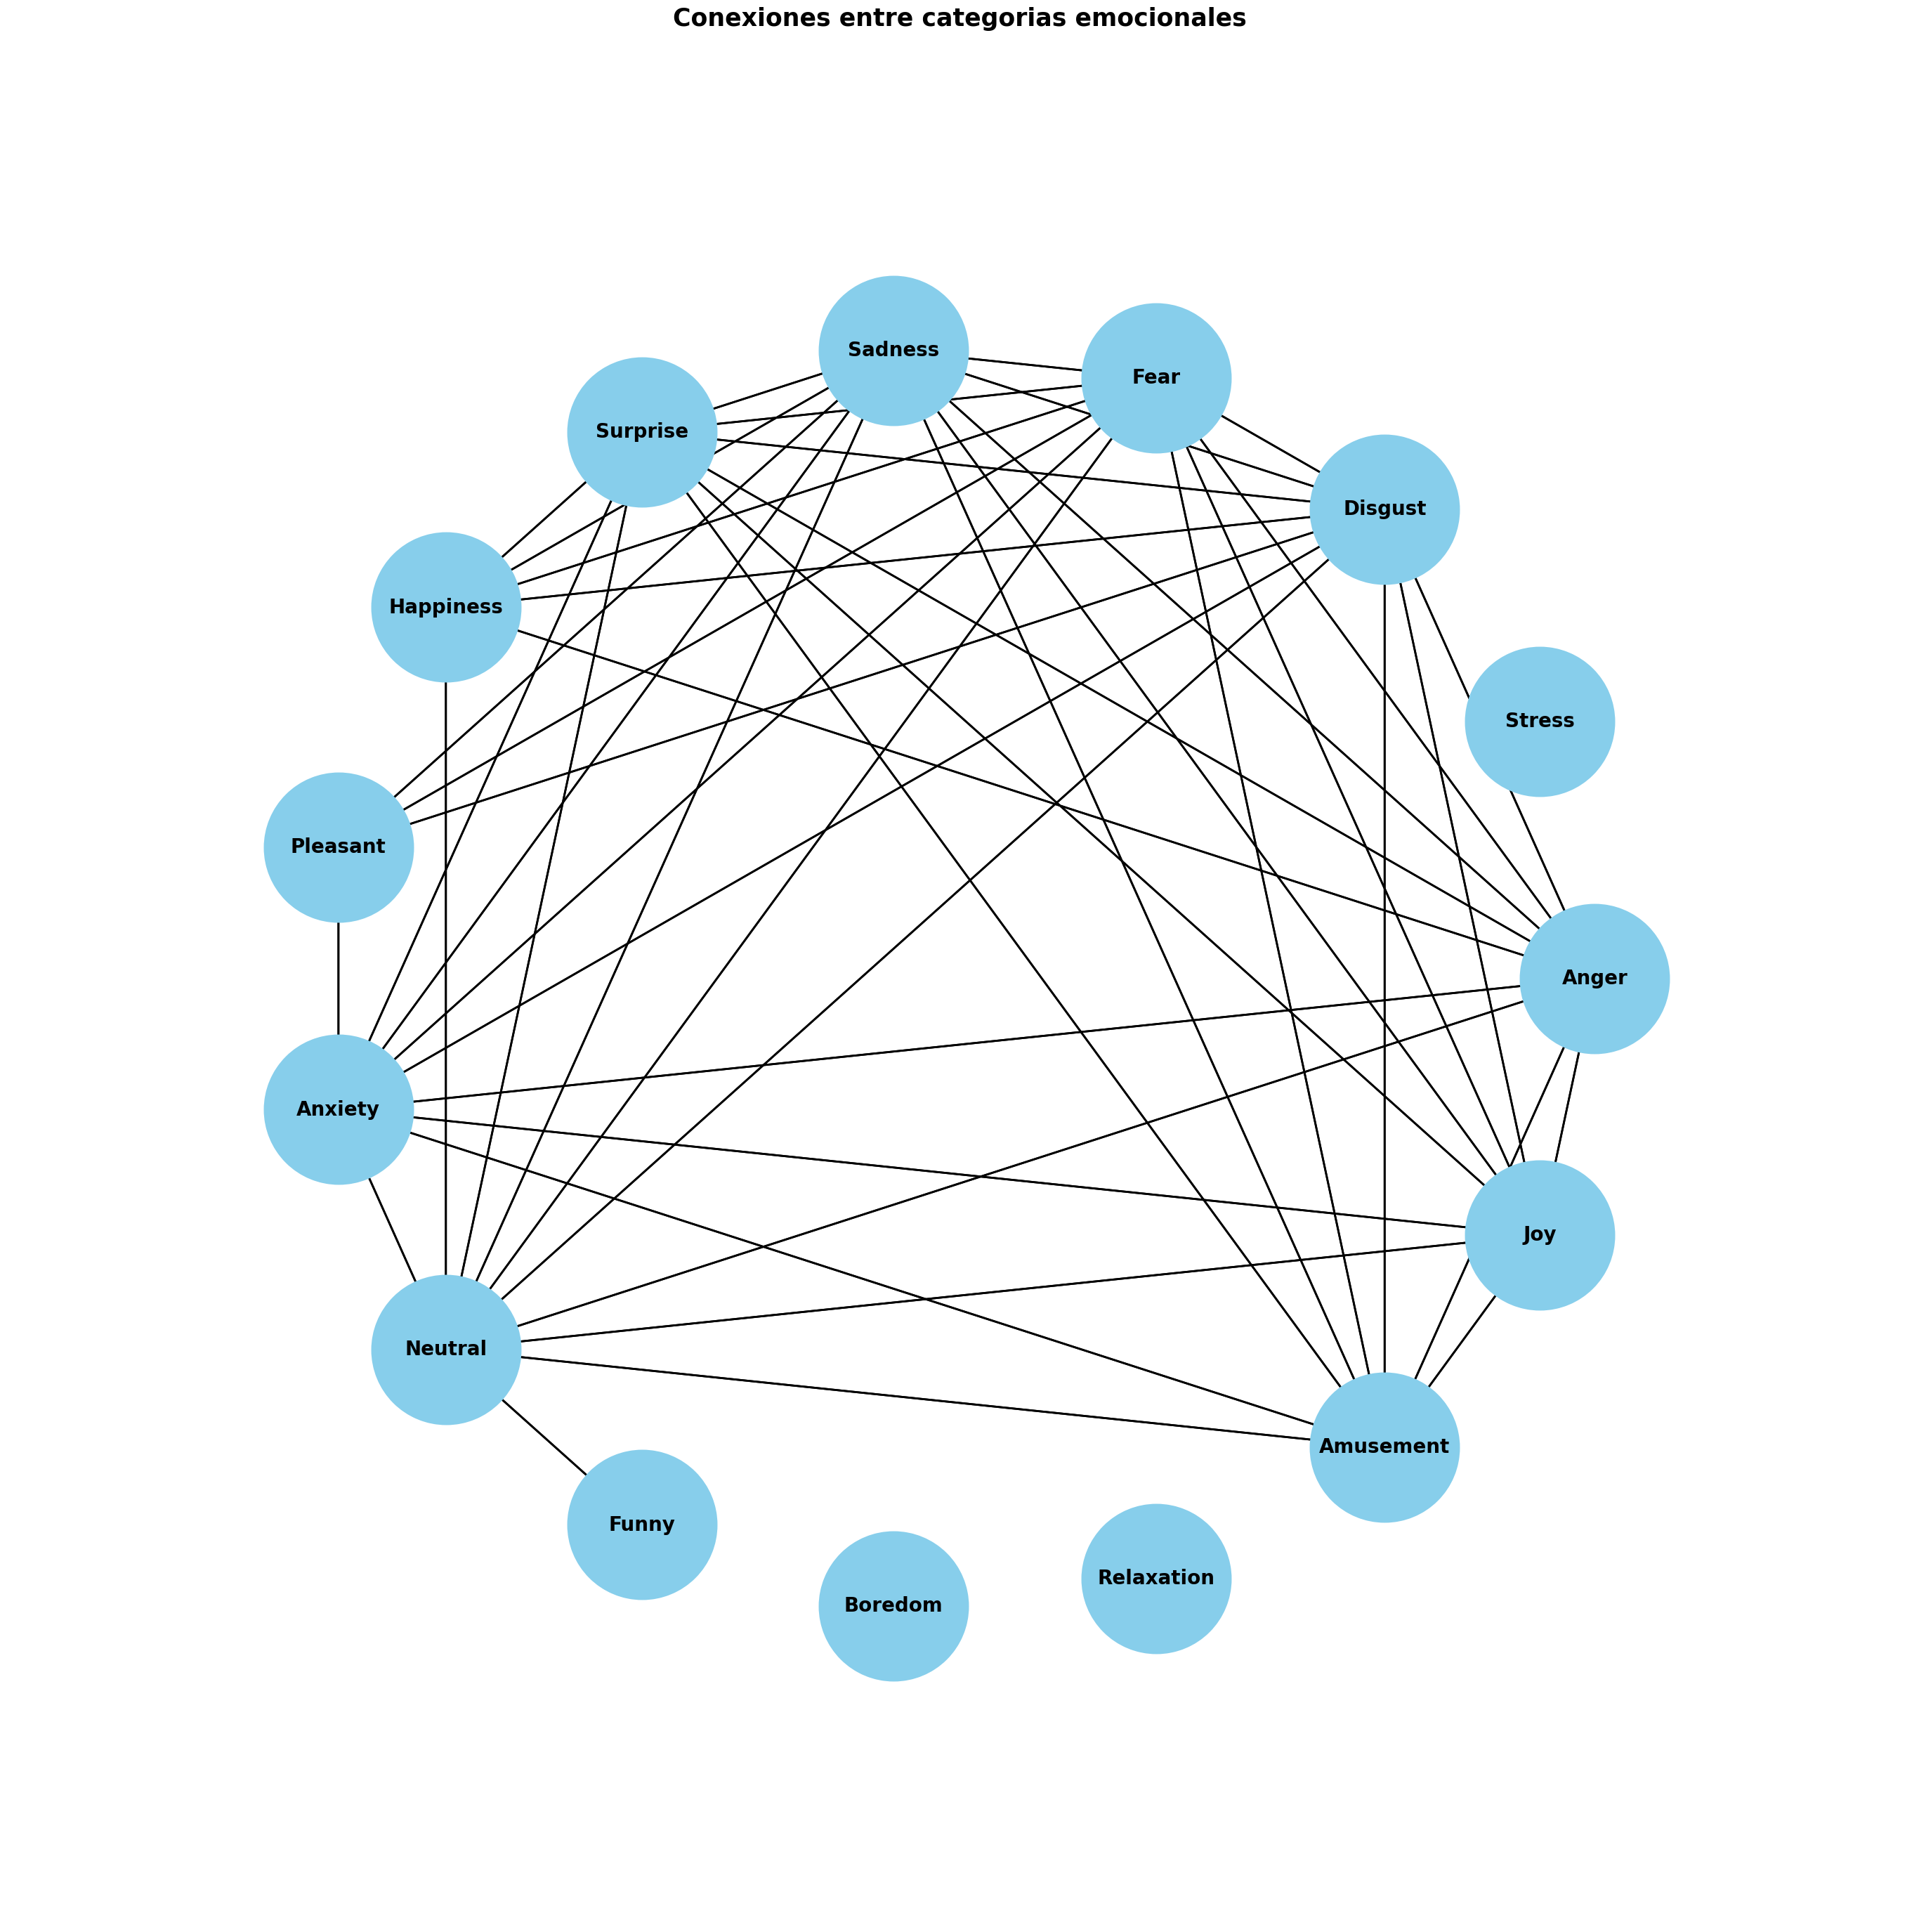 Conexiones entre categorias emocionales
Sadness
Fear
Surprise
Disgust
Happiness
Stress
Pleasant
Anger
Anxiety
Joy
Neutral
Amusement
Funny
Relaxation
Boredom